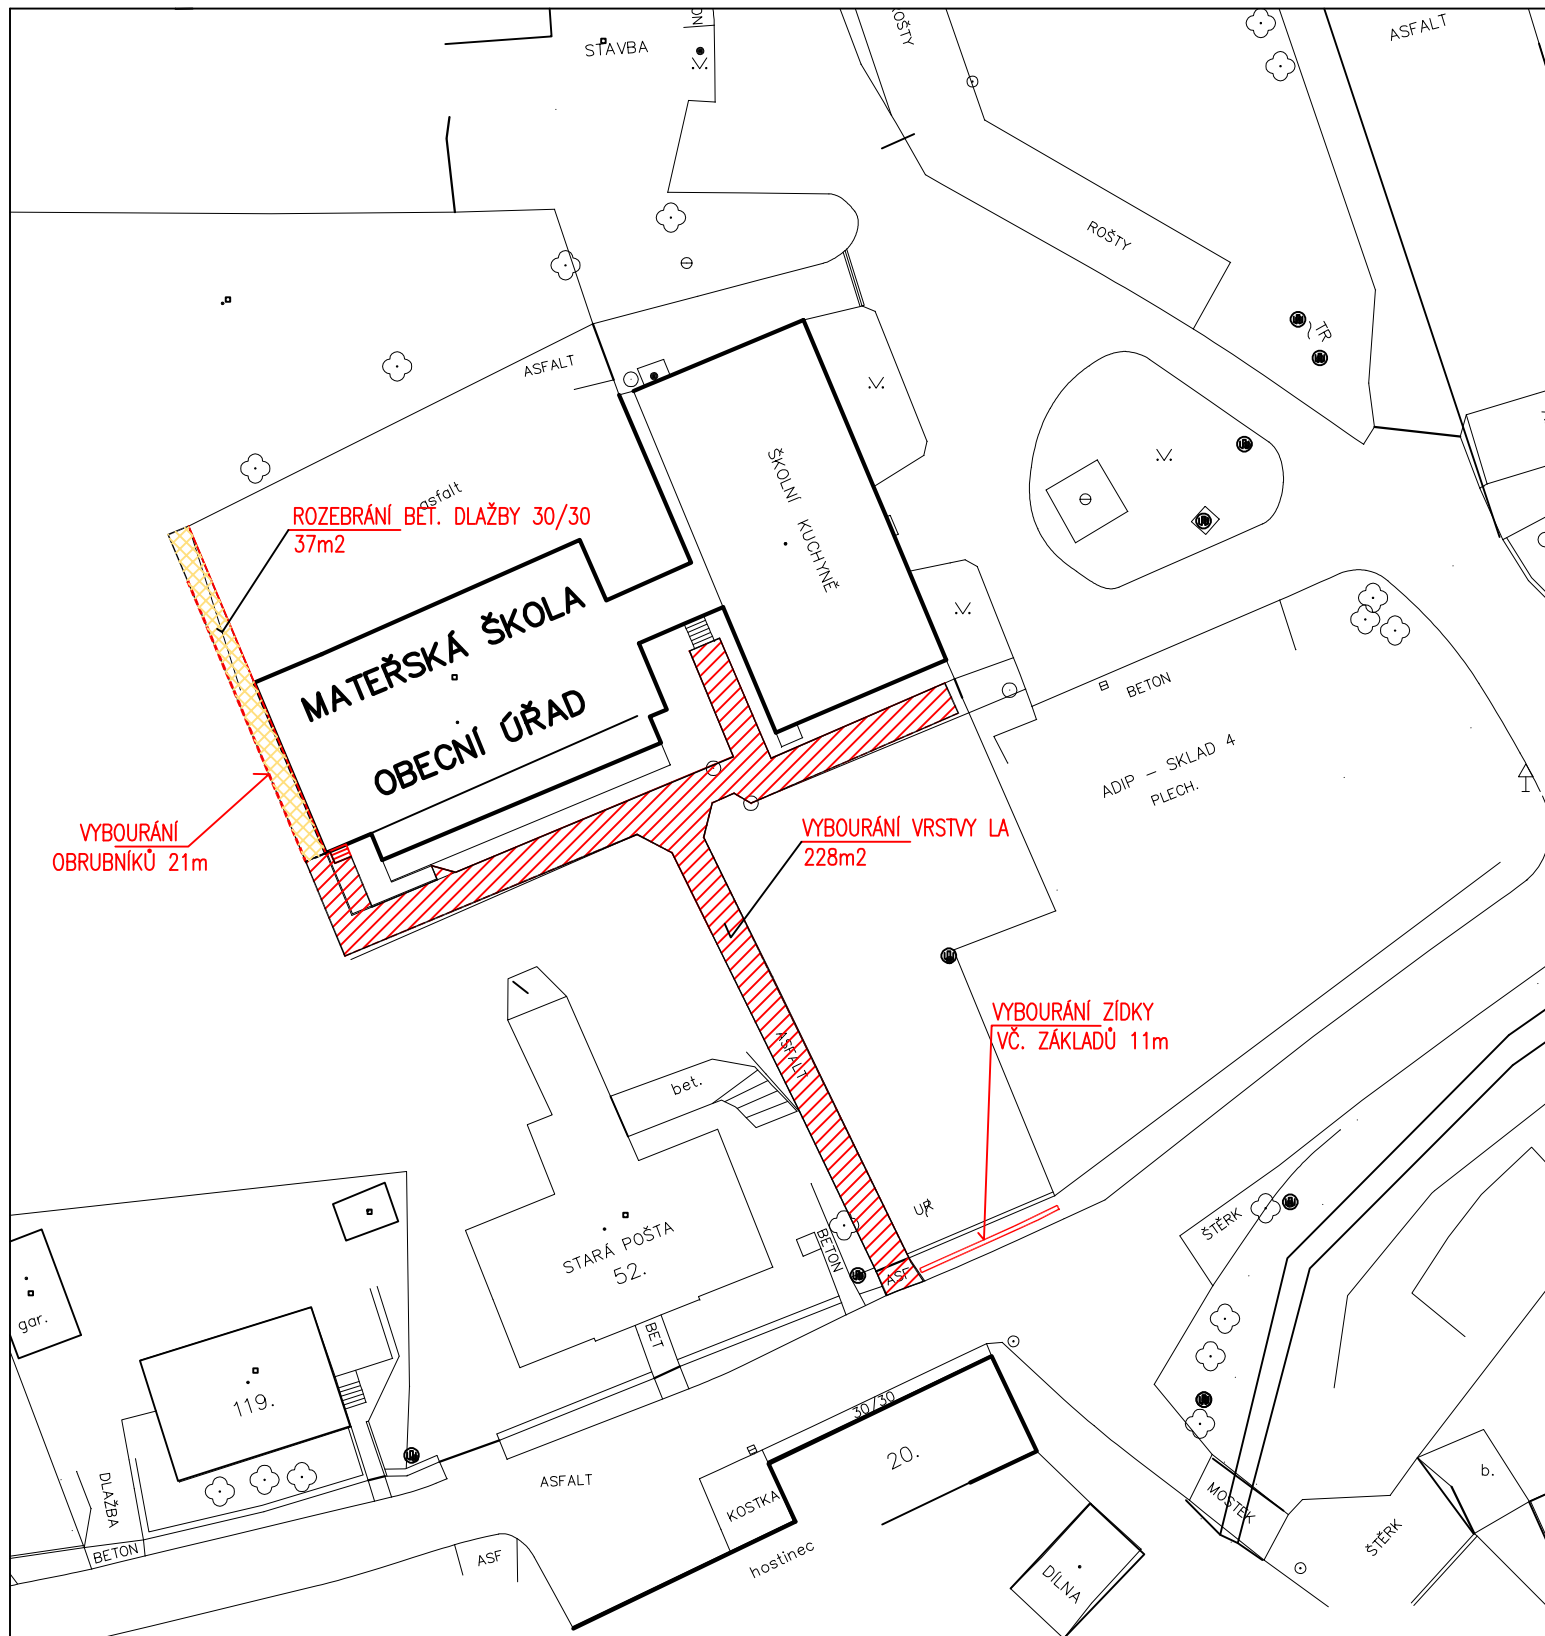 STAVBA
ROŠTY
ASFALT
ROŠTY
TR
ASFALT
asfalt
ŠKOLNÍ KUCHYNĚ
ROZEBRÁNÍ BET. DLAŽBY 30/30
37m2
MATEŘSKÁ ŠKOLA
OBECNÍ ÚŘAD
BETON
ADIP – SKLAD 4
PLECH.
VYBOURÁNÍ
OBRUBNÍKŮ 21m
VYBOURÁNÍ VRSTVY LA
228m2
VYBOURÁNÍ ZÍDKY
VČ. ZÁKLADŮ 11m
ASFALT
bet.
STARÁ POŠTA
52.
BETON
ASF
ŠTĚRK
gar.
119.
BET
30/30
20.
KOSTKA
hostinec
ASFALT
DLAŽBA
BETON
ASF
DÍLNA
MOSTEK
ŠTĚRK
6.